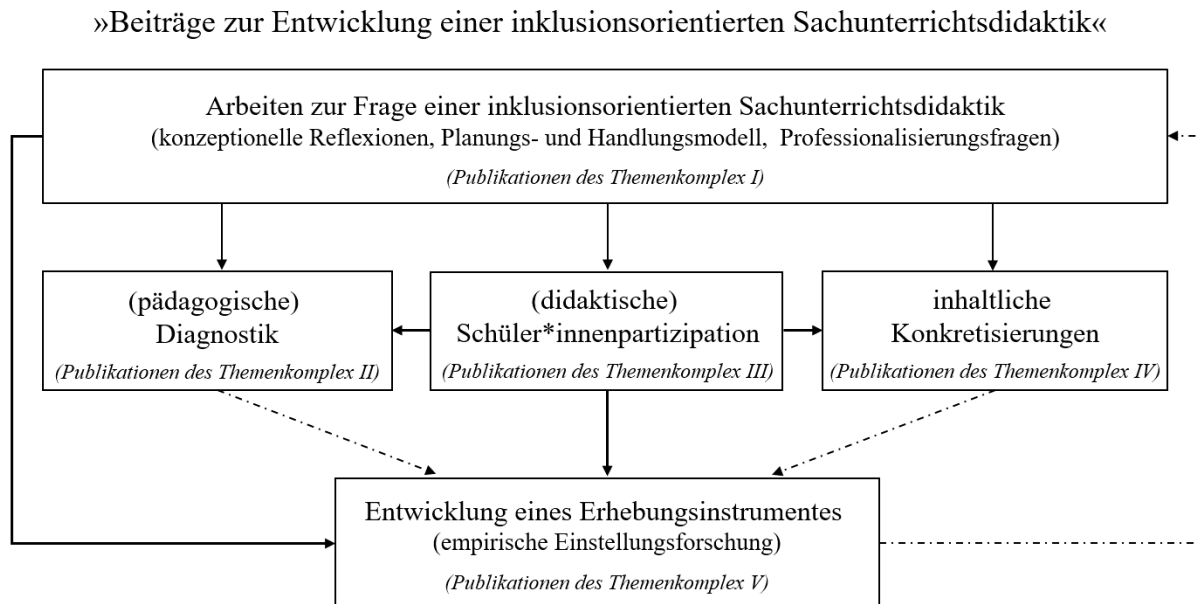 »Beiträge zur Entwicklung einer inklusionsorientierten Sachunterrichtsdidaktik«
Arbeiten zur Frage einer inklusionsorientierten Sachunterrichtsdidaktik
(konzeptionelle Reflexionen, Planungs- und Handlungsmodell, Professionalisierungsfragen)
(Publikationen des Themenkomplex I)
(pädagogische)
Diagnostik
(Publikationen des Themenkomplex II)
(didaktische)
Schüler*innenpartizipation
(Publikationen des Themenkomplex III)
inhaltliche
Konkretisierungen
(Publikationen des Themenkomplex IV)
Entwicklung eines Erhebungsinstrumentes
(empirische Einstellungsforschung)
(Publikationen des Themenkomplex V)